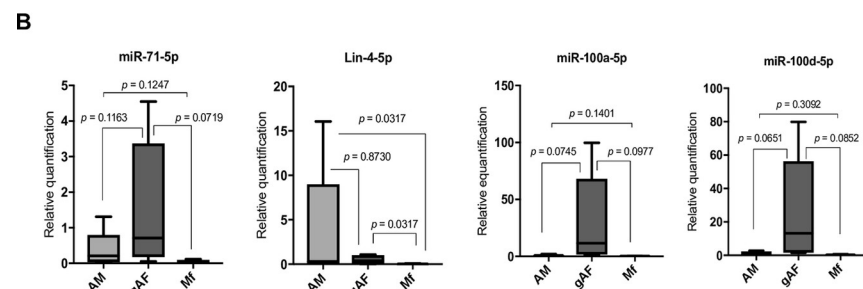 B
miR-71-5p
Relative quantification
5
4
3
2
1
0
p = 0.1247
p = 0.1163
p = 0.0719
AM
gAF
Mf
Lin-4-5p
Relative quantification
20
15
10
5
0
p = 0.0317
p = 0.8730
p = 0.0317
AM
gAF
Mf
miR-100a-5p
Relative equantification
150
100
50
0
p = 0.1401
p = 0.0745
p = 0.0977
AM
gAF
Mf
miR-100d-5p
Relative quantification
100
80
60
40
20
0
p = 0.3092
p = 0.0651
p = 0.0852
AM
gAF
Mf